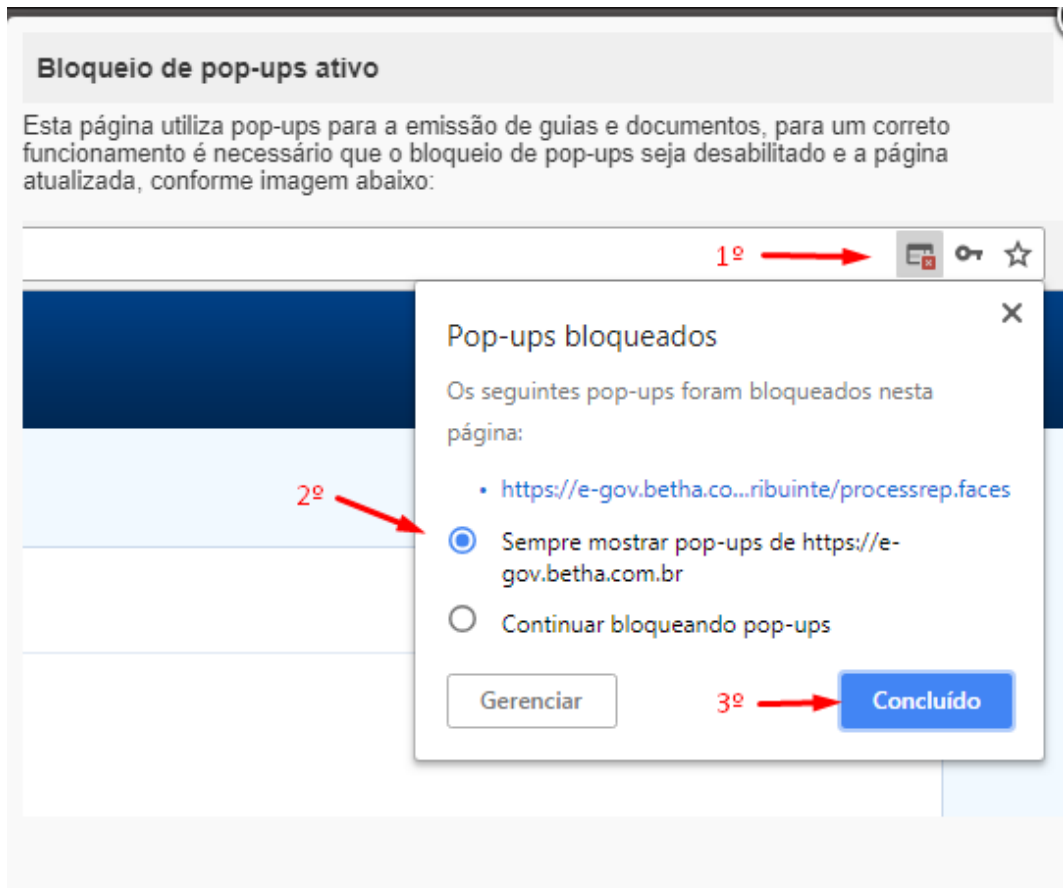 Bloqueio de pop-ups ativo
Esta página utiliza pop-ups para a emissão de guias e documentos, para um correto
funcionamento é necessário que o bloqueio de pop-ups seja desabilitado e a página
atualizada, conforme imagem abaixo:
1º
Pop-ups bloqueados
Os seguintes pop-ups foram bloqueados nesta
página:
• https://e-gov.betha.co...ribuinte/processrep.faces
2º
Sempre mostrar pop-ups de https://e-
gov.betha.com.br
Continuar bloqueando pop-ups
Gerenciar
3º
Concluído